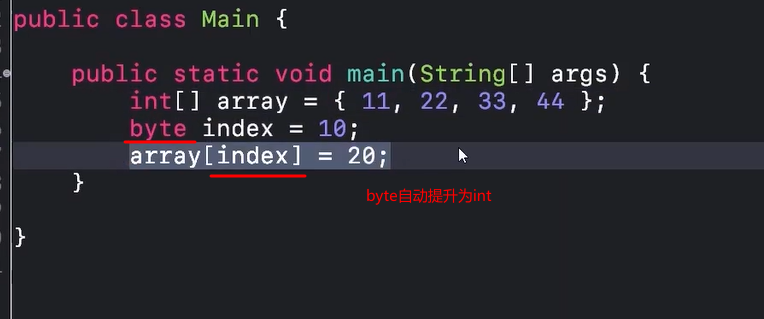 public class Main {
public static void main(String[] args) {
int[] array = { 11, 22, 33, 44 };
byte index = 10;
array[index] = 20;
}
byte自动提升为int
}